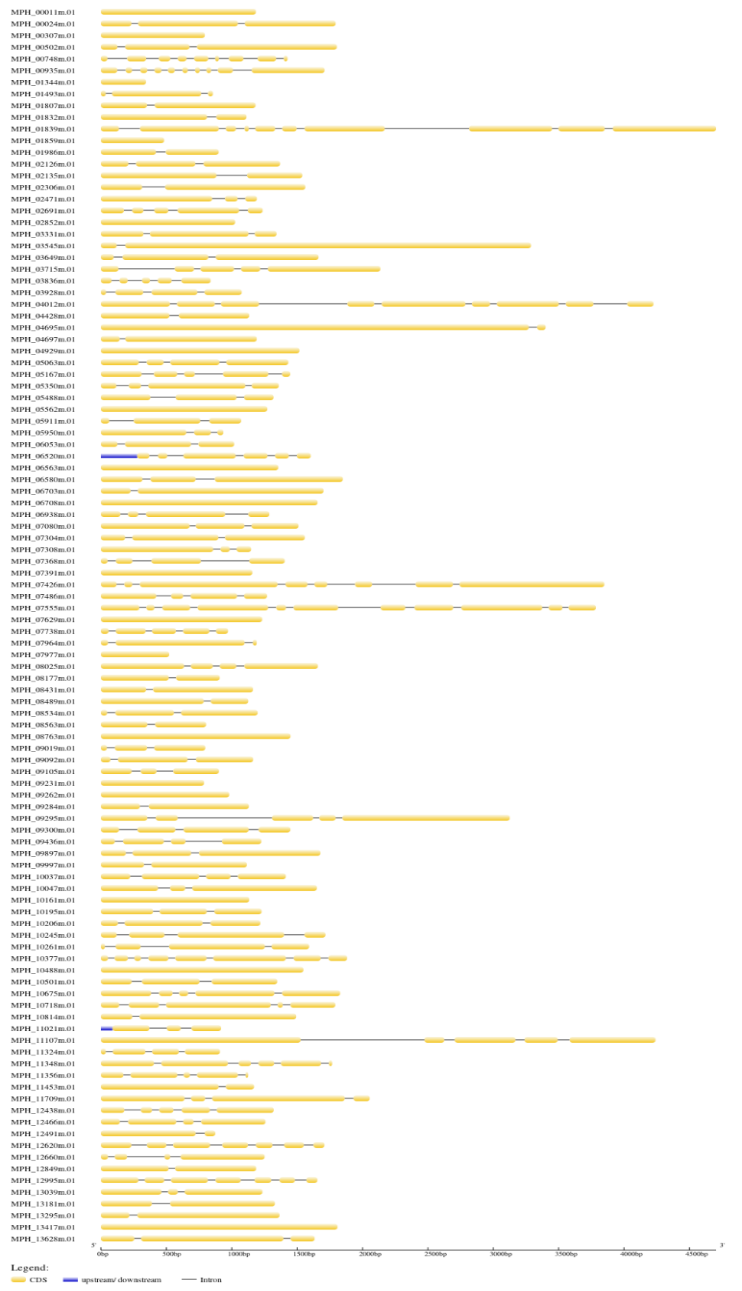 MPH_00011m.01
MPH_00024m.01
MPH_00307m.01
MPH_00502m.01
MPH_00748m.01
MPH_00935m.01
MPH_01344m.01
MPH_01493m.01
MPH_01807m.01
MPH_01832m.01
MPH_01839m.01
MPH_01859m.01
MPH_01986m.01
MPH_02126m.01
MPH_02135m.01
MPH_02306m.01
MPH_02471m.01
MPH_02691m.01
MPH_02852m.01
MPH_03331m.01
MPH_03545m.01
MPH_03649m.01
MPH_03715m.01
MPH_03836m.01
MPH_03928m.01
MPH_04012m.01
MPH_04428m.01
MPH_04695m.01
MPH_04697m.01
MPH_04929m.01
MPH_05063m.01
MPH_05167m.01
MPH_05350m.01
MPH_05488m.01
MPH_05562m.01
MPH_05911m.01
MPH_05950m.01
MPH_06053m.01
MPH_06520m.01
MPH_06563m.01
MPH_06580m.01
MPH_06703m.01
MPH_06708m.01
MPH_06938m.01
MPH_07080m.01
MPH_07304m.01
MPH_07308m.01
MPH_07368m.01
MPH_07391m.01
MPH_07426m.01
MPH_07486m.01
MPH_07555m.01
MPH_07629m.01
MPH_07738m.01
MPH_07964m.01
MPH_07977m.01
MPH_08025m.01
MPH_08177m.01
MPH_08431m.01
MPH_08489m.01
MPH_08534m.01
MPH_08563m.01
MPH_08763m.01
MPH_09019m.01
MPH_09092m.01
MPH_09105m.01
MPH_09231m.01
MPH_09262m.01
MPH_09284m.01
MPH_09295m.01
MPH_09300m.01
MPH_09436m.01
MPH_09897m.01
MPH_09997m.01
MPH_10037m.01
MPH_10047m.01
MPH_10161m.01
MPH_10195m.01
MPH_10206m.01
MPH_10245m.01
MPH_10261m.01
MPH_10377m.01
MPH_10488m.01
MPH_10501m.01
MPH_10675m.01
MPH_10718m.01
MPH_10814m.01
MPH_11021m.01
MPH_11107m.01
MPH_11324m.01
MPH_11348m.01
MPH_11356m.01
MPH_11453m.01
MPH_11709m.01
MPH_12438m.01
MPH_12466m.01
MPH_12491m.01
MPH_12620m.01
MPH_12660m.01
MPH_12849m.01
MPH_12995m.01
MPH_13039m.01
MPH_13181m.01
MPH_13295m.01
MPH_13417m.01
MPH_13628m.01
5' 3'
0bp 500bp 1000bp 1500bp 2000bp 2500bp 3000bp 3500bp 4000bp 4500bp
Legend:
CDS upstream/ downstream Intron